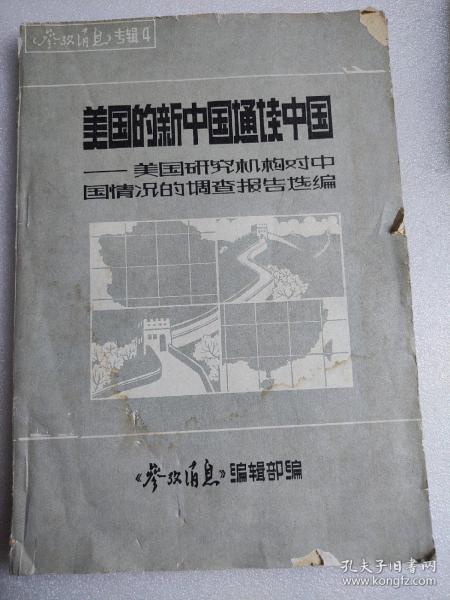 《参攷消息》专辑4
美国的新中国通谈中国
——美国研究机构对中
国情况的调查报告选编
《参攷消息》编辑部编
孔夫子旧书网
www.kongfz.com